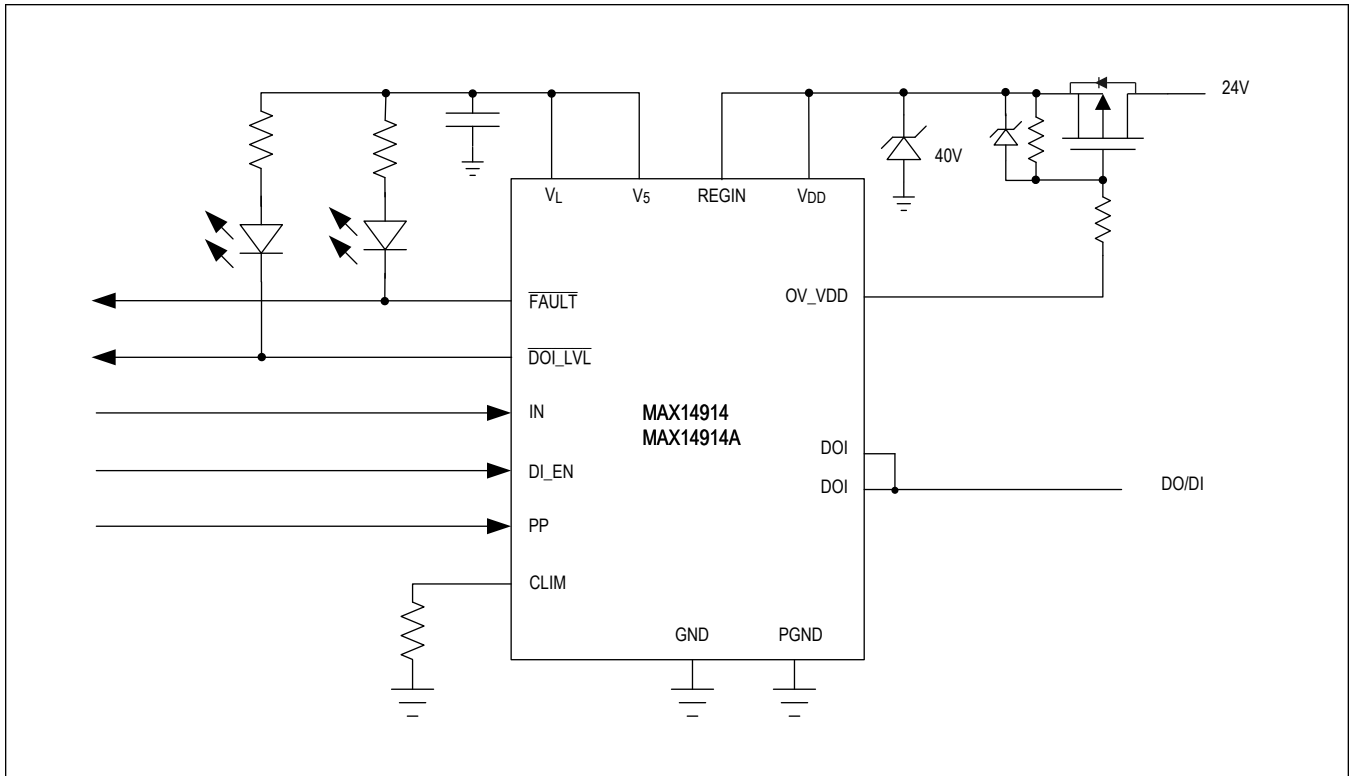 24V
40V
VL
V5
REGIN
VDD
FAULT
OV_VDD
DOI_LVL
IN
MAX14914
MAX14914A
DI_EN
DOI
DOI
DO/DI
PP
CLIM
GND
PGND